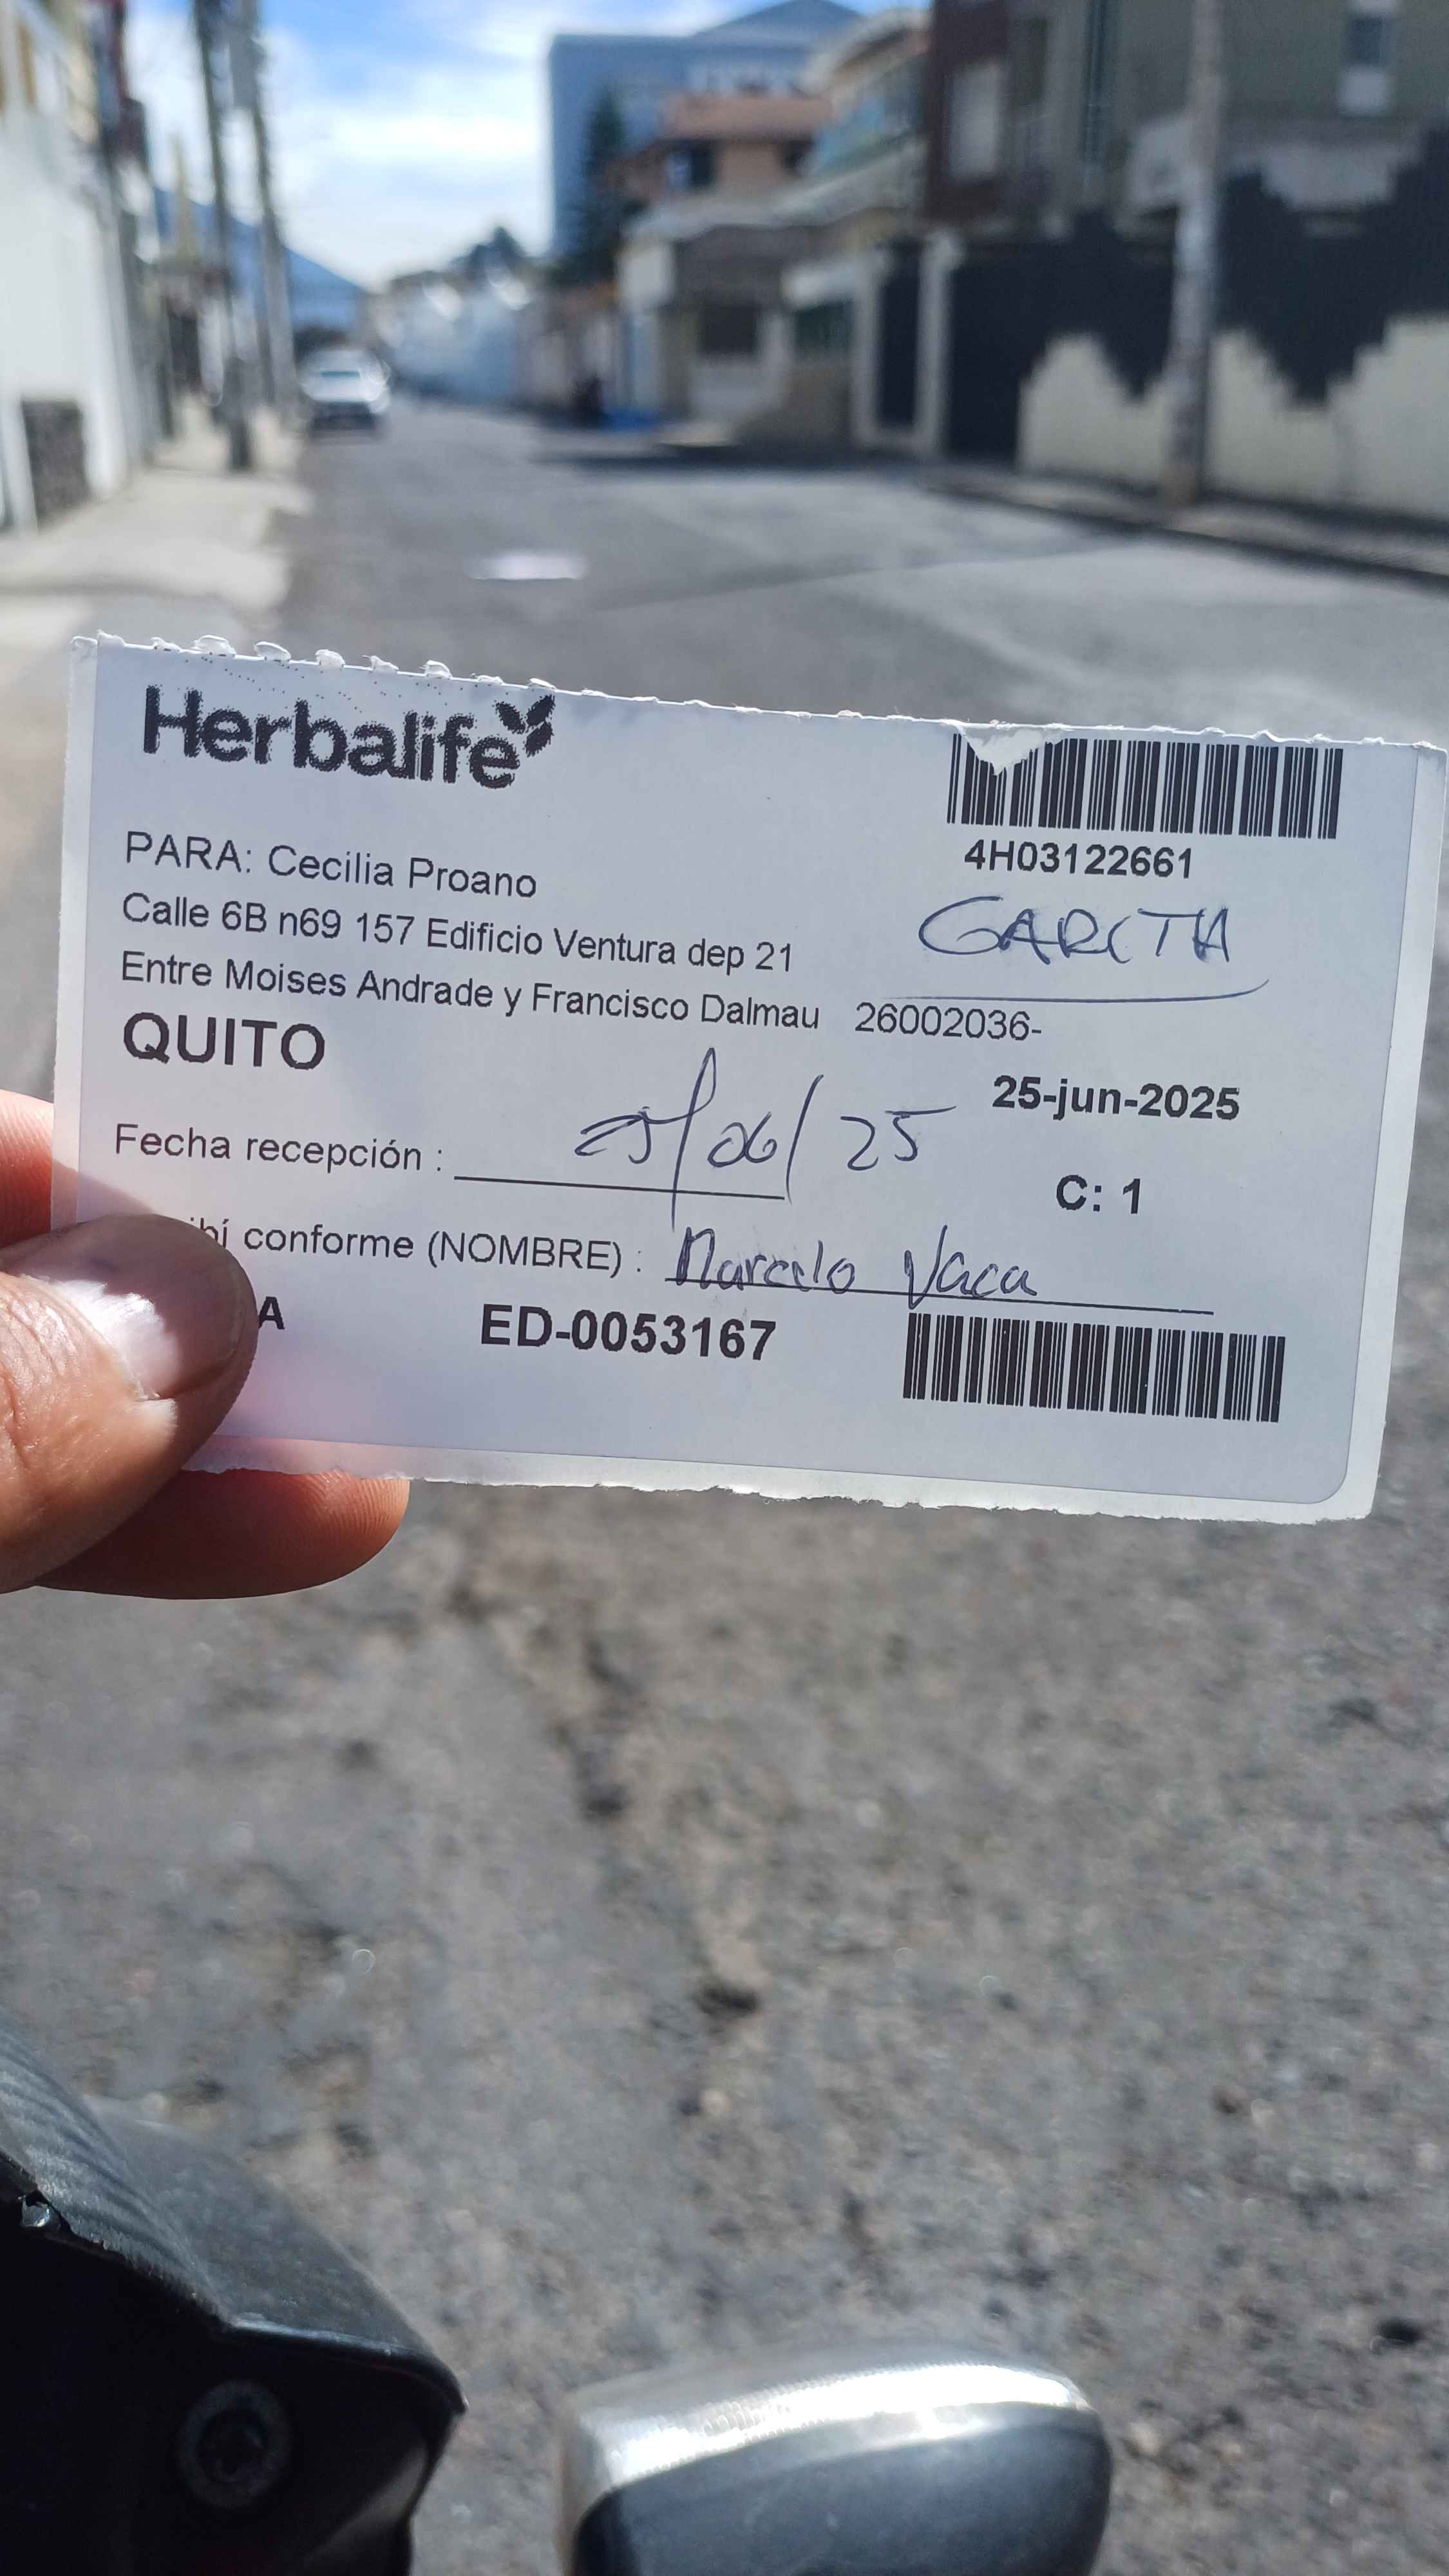 Herbalife
4H03122661
PARA: Cecilia Proano
GARITA
Calle 6B n69 157 Edificio Ventura dep 21
Entre Moises Andrade y Francisco Dalmau 26002036-
QUITO
25-jun-2025
Fecha recepción : 25/06/25
C: 1
ibí conforme (NOMBRE) : Marcelo Vaca
A ED-0053167